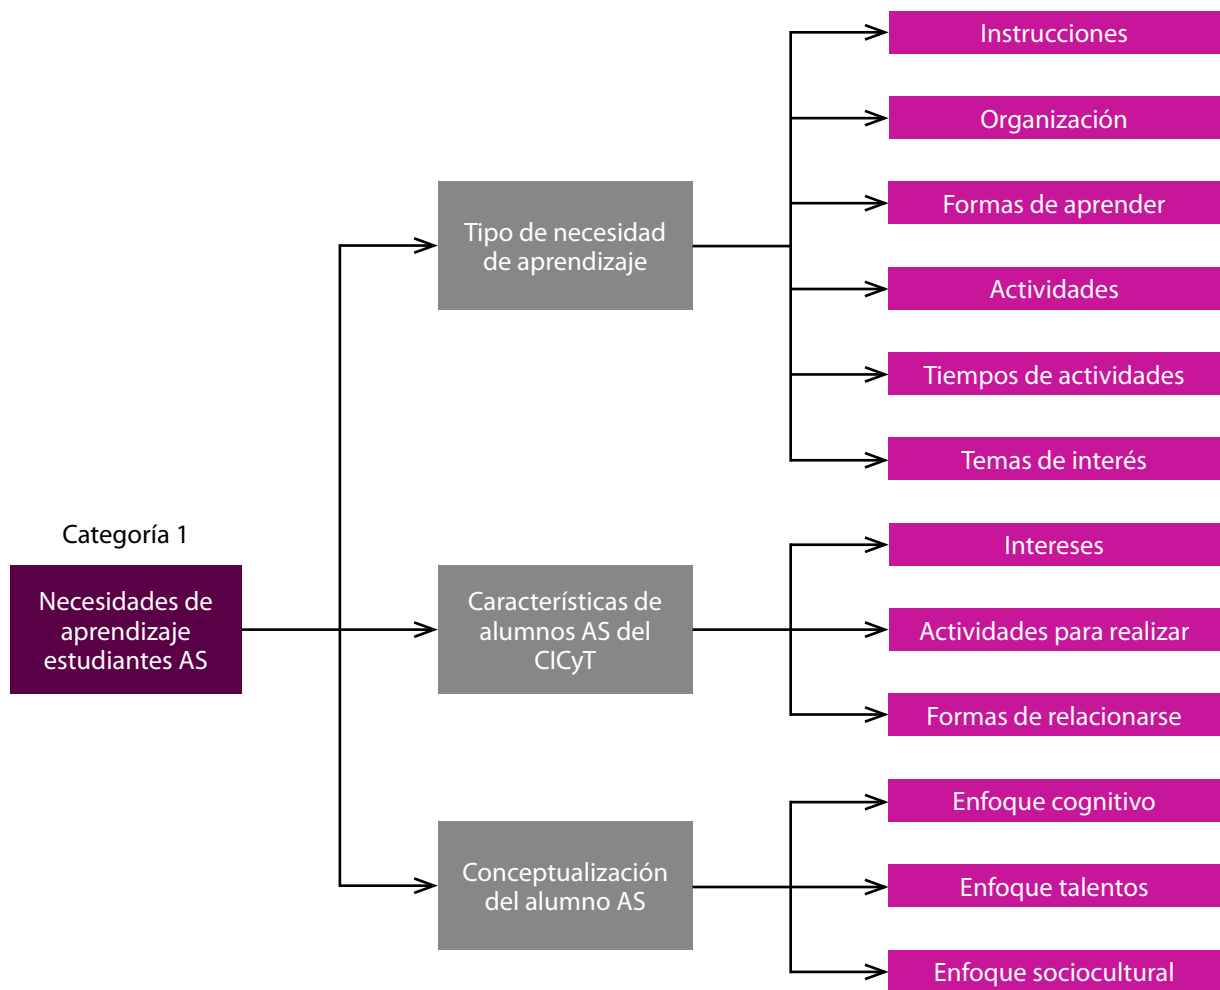 Categoría 1
Necesidades de
aprendizaje
estudiantes AS
Tipo de necesidad
de aprendizaje
Instrucciones
Organización
Formas de aprender
Actividades
Tiempos de actividades
Temas de interés
Características de
alumnos AS del
CICyT
Intereses
Actividades para realizar
Formas de relacionarse
Conceptualización
del alumno AS
Enfoque cognitivo
Enfoque talentos
Enfoque sociocultural